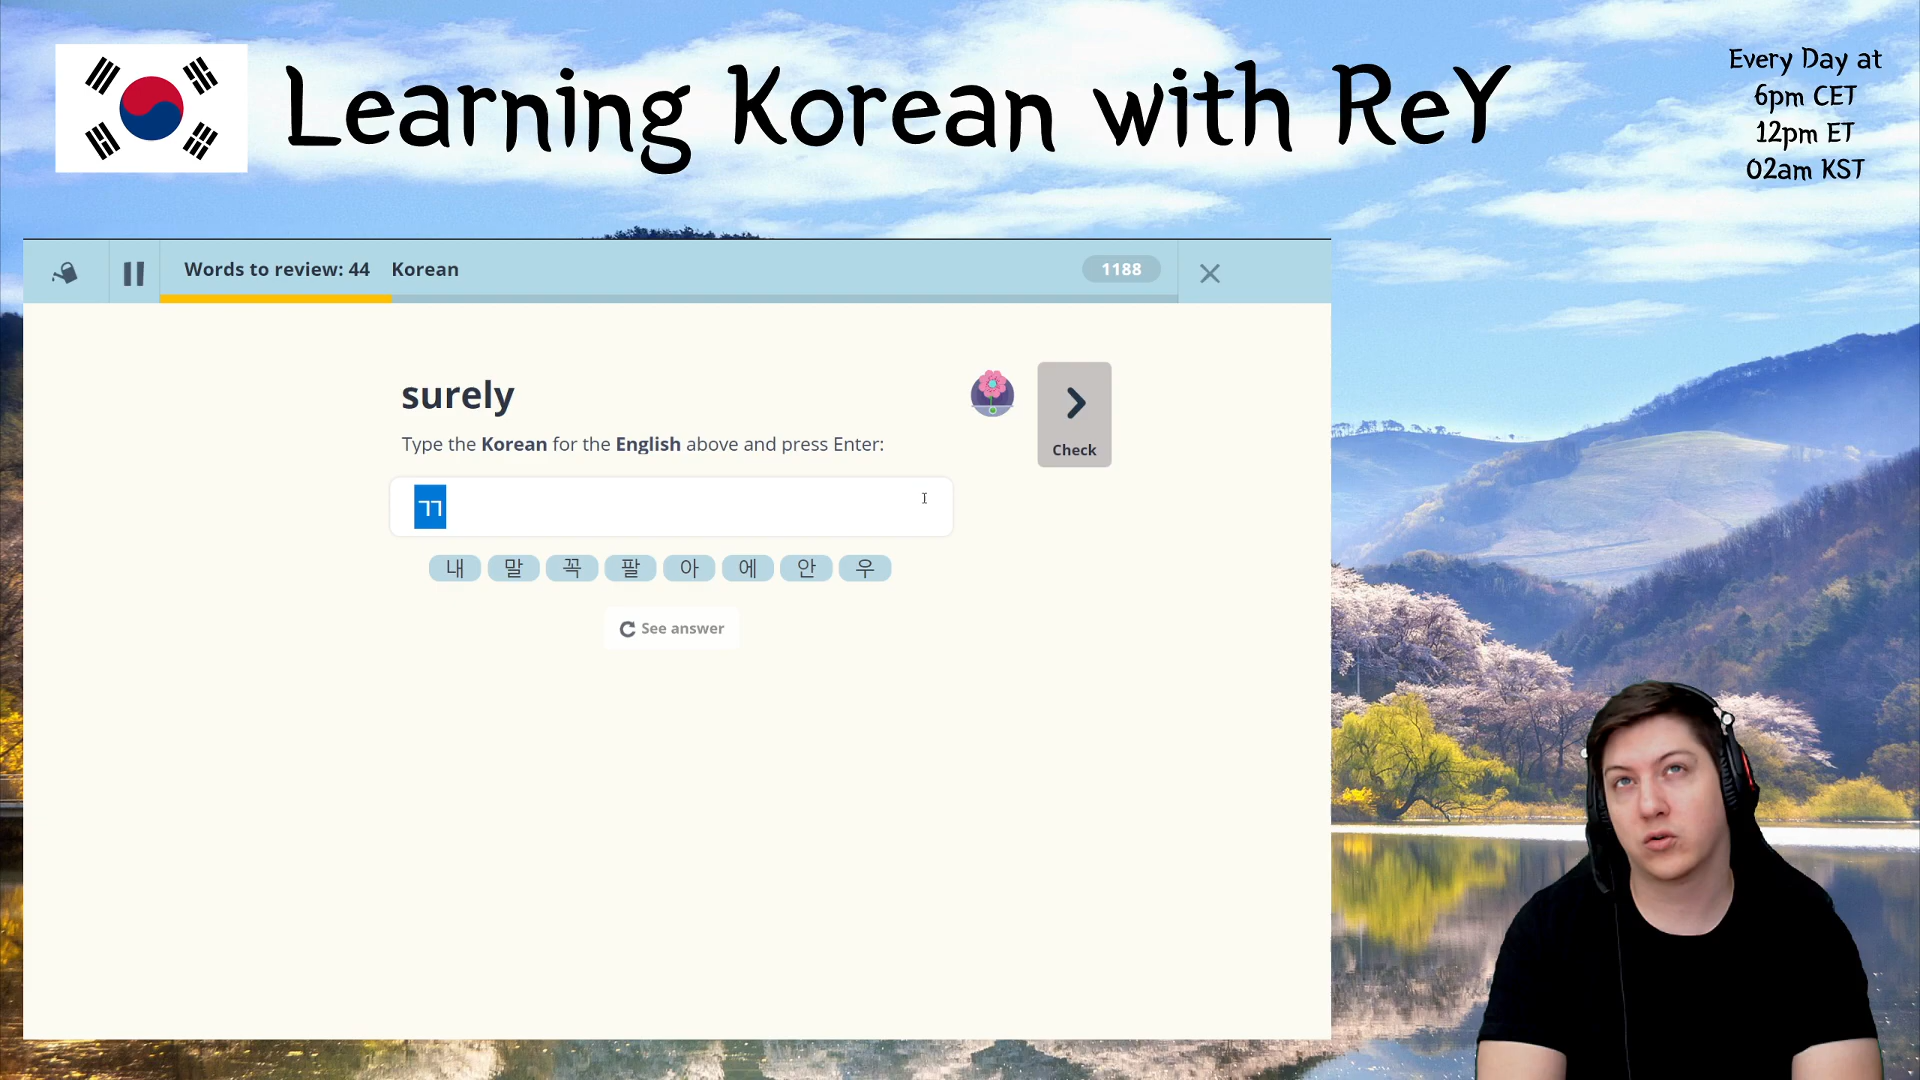 Learning Korean with ReY
Every Day at
6pm CET
12pm ET
02am KST
Words to review: 44 Korean
1188
surely
Type the Korean for the English above and press Enter:
Check
ㄲ
내 말 꼭 팔 아 에 안 우
See answer